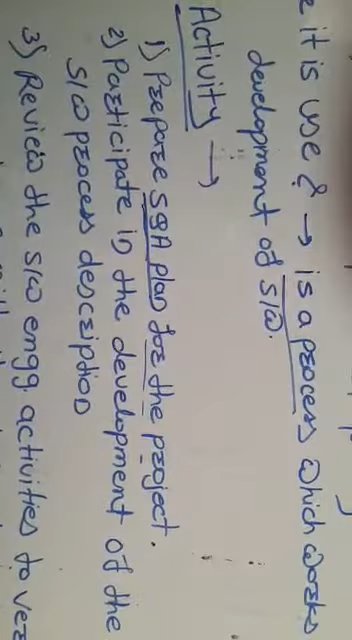 e it is use & → is a process which works
development of s/w.
Activity →
1) Prepare SQA plan for the project.
2) Participate in the development of the
s/w process description
3) Review the s/w engg. activities to ver